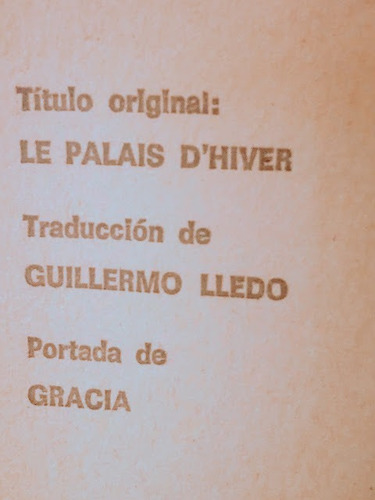 Título original:
LE PALAIS D'HIVER
Traducción de
GUILLERMO LLEDO
Portada de
GRACIA